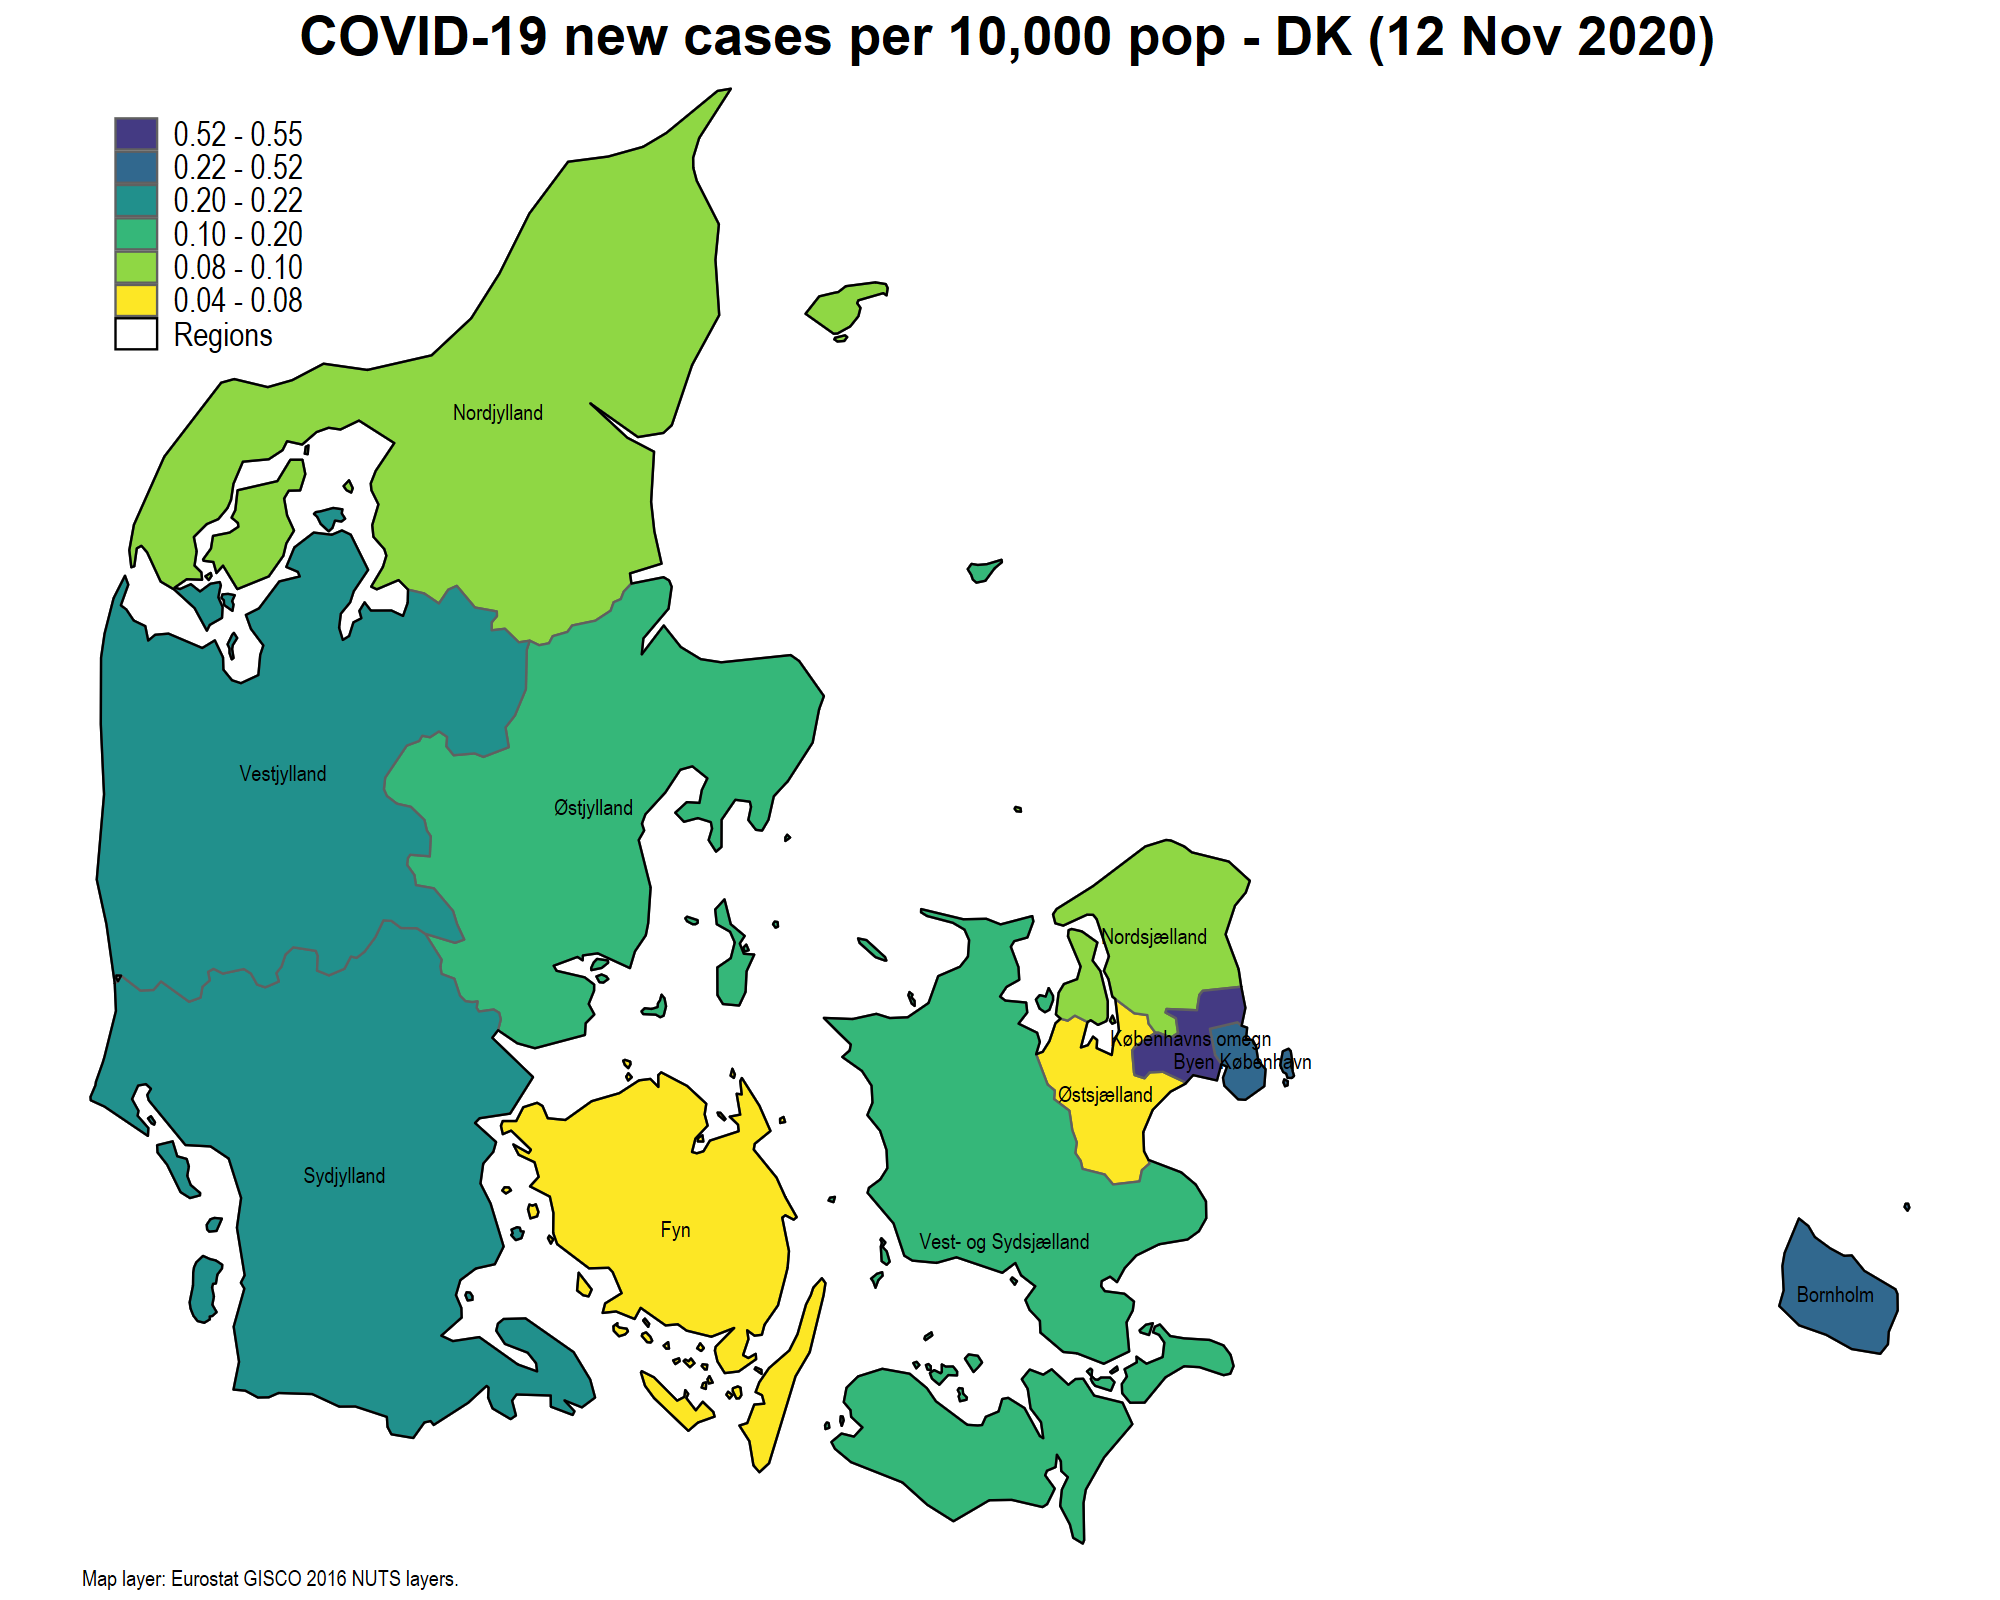 COVID-19 new cases per 10,000 pop - DK (12 Nov 2020)
0.52 - 0.55
0.22 - 0.52
0.20 - 0.22
0.10 - 0.20
0.08 - 0.10
0.04 - 0.08
Regions
Nordjylland
Vestjylland
Østjylland
Nordsjælland
Københavns omegn
Byen København
Østsjælland
Sydjylland
Fyn
Vest- og Sydsjælland
Bornholm
Map layer: Eurostat GISCO 2016 NUTS layers.